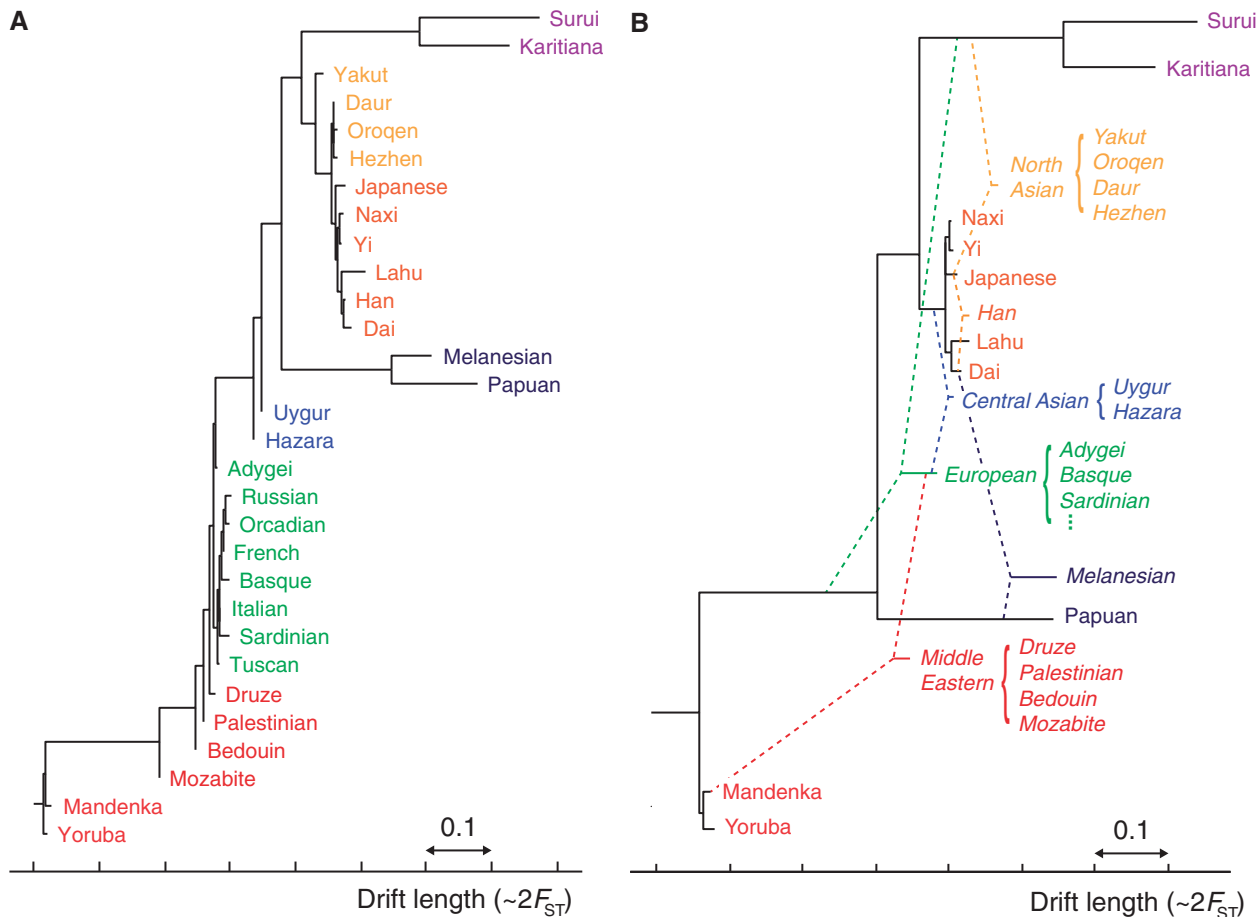 A
Surui
Karitiana
Yakut
Daur
Oroqen
Hezhen
Japanese
Naxi
Yi
Lahu
Han
Dai
Melanesian
Papuan
Uygur
Hazara
Adygei
Russian
Orcadian
French
Basque
Italian
Sardinian
Tuscan
Druze
Palestinian
Bedouin
Mozabite
Mandenka
Yoruba
0.1
Drift length (~2F_ST)
B
Surui
Karitiana
North
Asian
Yakut
Oroqen
Daur
Hezhen
Naxi
Yi
Japanese
Han
Lahu
Dai
Central Asian
Uygur
Hazara
European
Adygei
Basque
Sardinian
Melanesian
Papuan
Middle
Eastern
Druze
Palestinian
Bedouin
Mozabite
Mandenka
Yoruba
0.1
Drift length (~2F_ST)